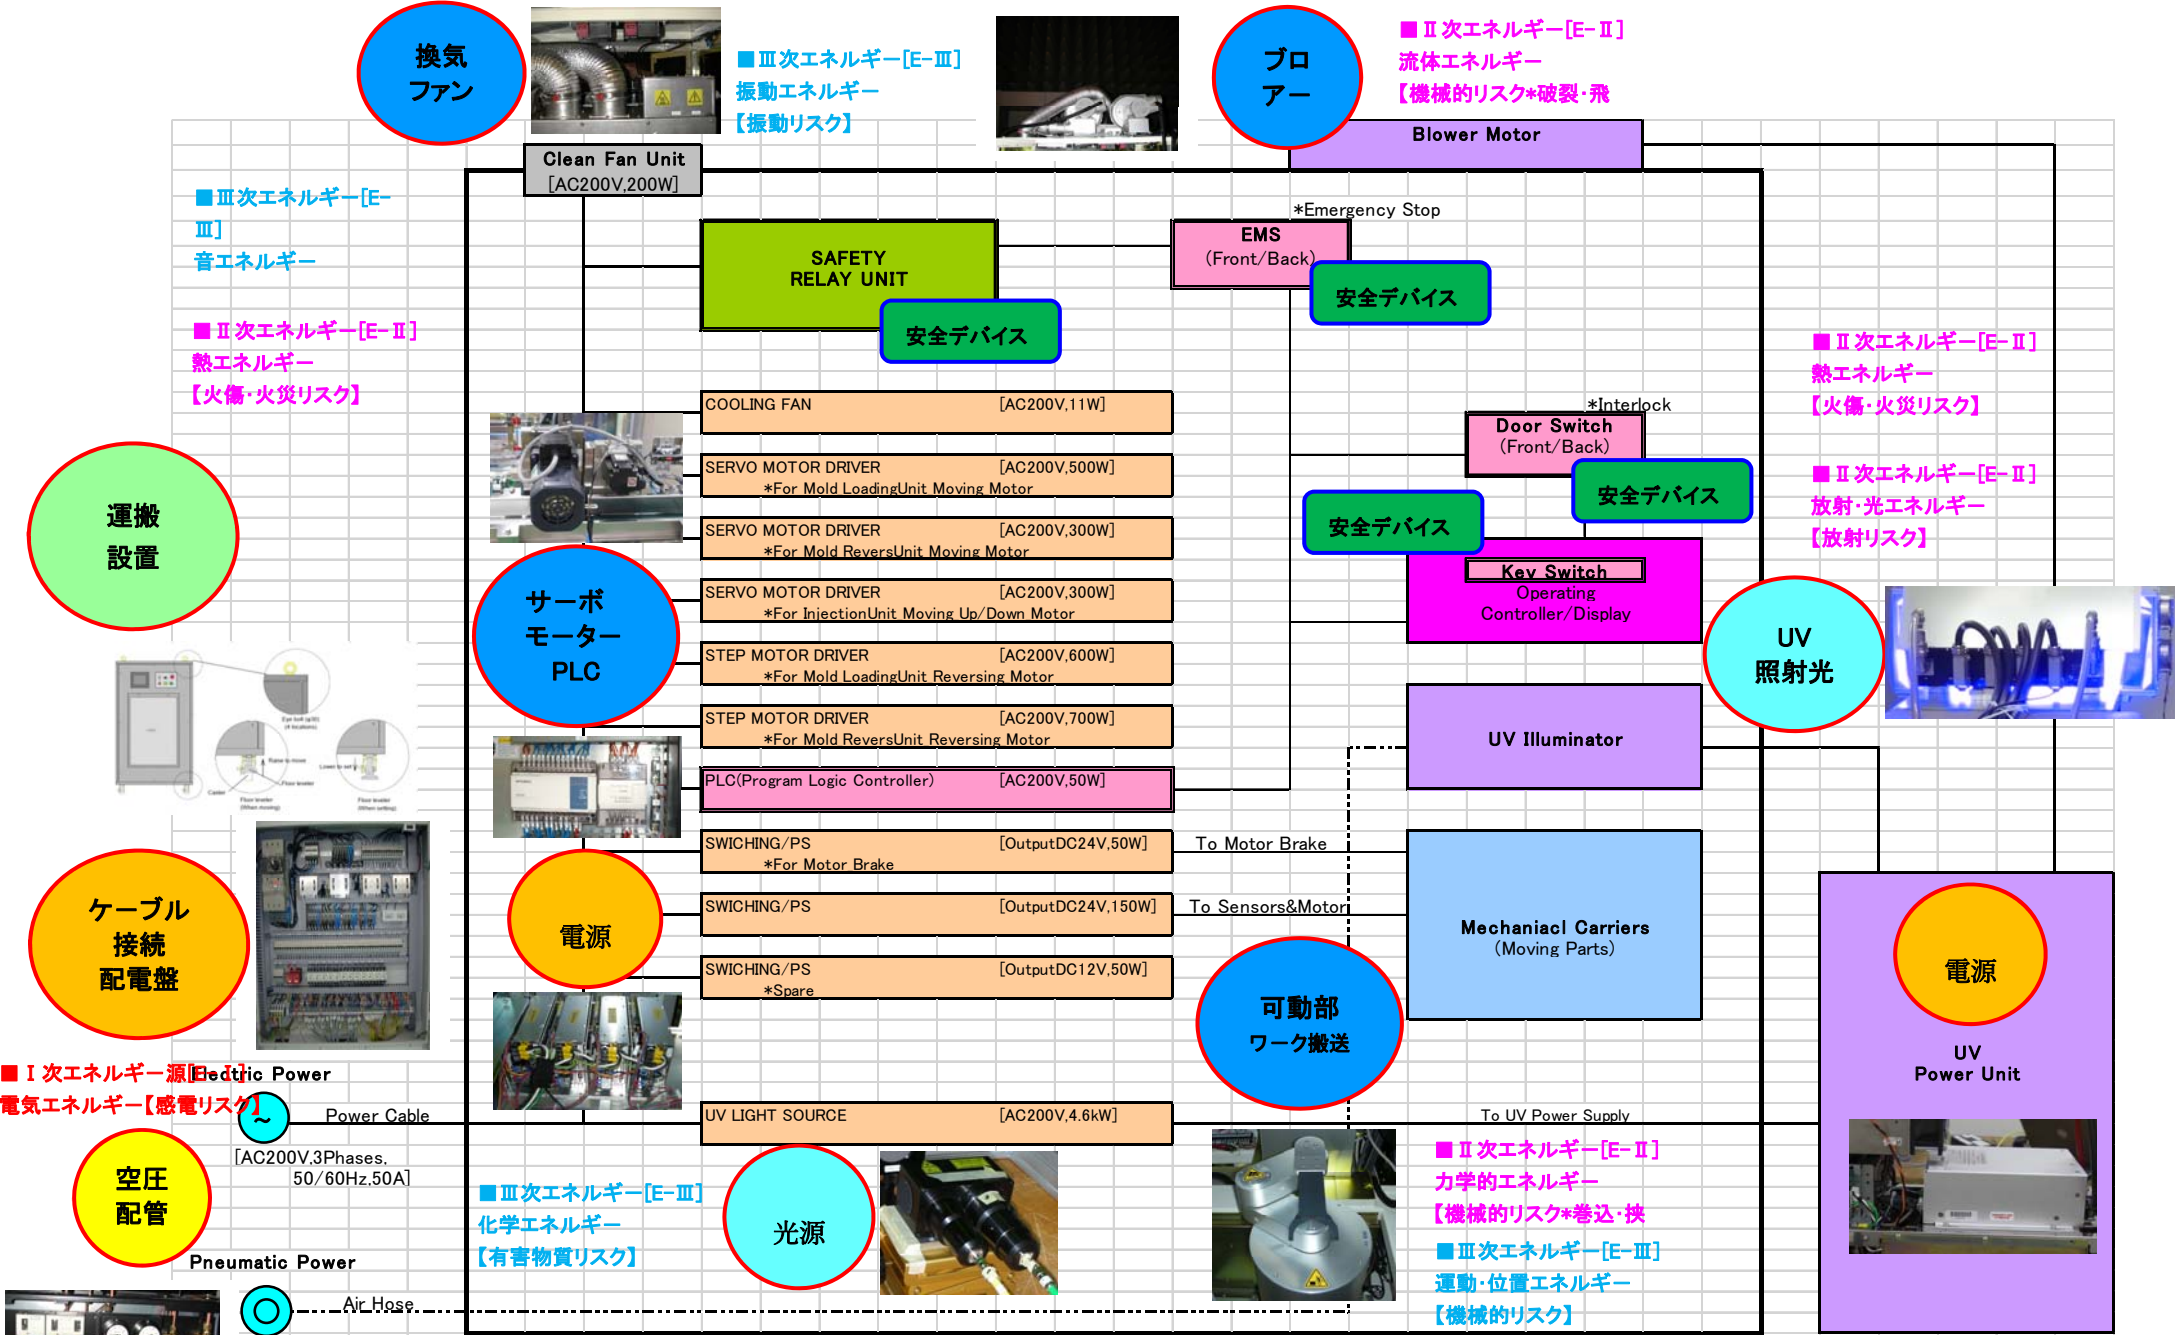 換気
ファン
■Ⅲ次エネルギー[E-Ⅲ]
振動エネルギー
【振動リスク】
ブロ
アー
■Ⅱ次エネルギー[E-Ⅱ]
流体エネルギー
【機械的リスク*破裂・飛
Blower Motor
Clean Fan Unit
[AC200V,200W]
■Ⅲ次エネルギー[E-
Ⅲ]
音エネルギー
*Emergency Stop
EMS
(Front/Back)
安全デバイス
SAFETY
RELAY UNIT
安全デバイス
■Ⅱ次エネルギー[E-Ⅱ]
熱エネルギー
【火傷・火災リスク】
■Ⅱ次エネルギー[E-Ⅱ]
熱エネルギー
【火傷・火災リスク】
COOLING FAN [AC200V,11W]
*Interlock
Door Switch
(Front/Back)
安全デバイス
SERVO MOTOR DRIVER [AC200V,500W]
*For Mold LoadingUnit Moving Motor
■Ⅱ次エネルギー[E-Ⅱ]
放射・光エネルギー
【放射リスク】
運搬
設置
安全デバイス
SERVO MOTOR DRIVER [AC200V,300W]
*For Mold ReversUnit Moving Motor
Key Switch
Operating
Controller/Display
サーボ
モーター
PLC
SERVO MOTOR DRIVER [AC200V,300W]
*For InjectionUnit Moving Up/Down Motor
UV
照射光
STEP MOTOR DRIVER [AC200V,600W]
*For Mold LoadingUnit Reversing Motor
STEP MOTOR DRIVER [AC200V,700W]
*For Mold ReversUnit Reversing Motor
UV Illuminator
Eye bolt (φ30)
(4 locations)
Raise to move
Lower to set
Floor leveler
Caster
Floor leveler
(When moving)
Floor leveler
(When setting)
PLC(Program Logic Controller) [AC200V,50W]
SWICHING/PS [OutputDC24V,50W]
*For Motor Brake
To Motor Brake
ケーブル
接続
配電盤
電源
SWICHING/PS [OutputDC24V,150W]
To Sensors&Motor
Mechaniacl Carriers
(Moving Parts)
電源
SWICHING/PS [OutputDC12V,50W]
*Spare
可動部
ワーク搬送
UV
Power Unit
■Ⅰ次エネルギー源[E-Ⅰ]
電気エネルギー【感電リスク】
Electric Power
~
Power Cable
[AC200V,3Phases,
50/60Hz,50A]
UV LIGHT SOURCE [AC200V,4.6kW]
To UV Power Supply
空圧
配管
■Ⅲ次エネルギー[E-Ⅲ]
化学エネルギー
【有害物質リスク】
光源
■Ⅱ次エネルギー[E-Ⅱ]
力学的エネルギー
【機械的リスク*巻込・挟
■Ⅲ次エネルギー[E-Ⅲ]
運動・位置エネルギー
【機械的リスク】
Pneumatic Power
Air Hose